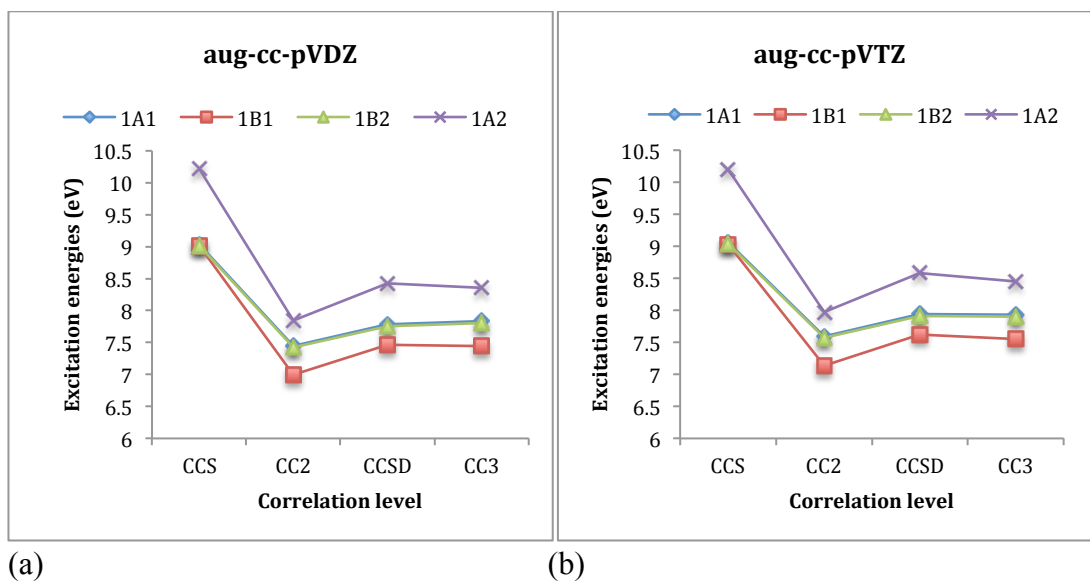 aug-cc-pVDZ
1A1 1B1 1B2 1A2
Excitation energies (eV)
10.5
10
9.5
9
8.5
8
7.5
7
6.5
6
CCS CC2 CCSD CC3
Correlation level
(a)
aug-cc-pVTZ
1A1 1B1 1B2 1A2
Excitation energies (eV)
10.5
10
9.5
9
8.5
8
7.5
7
6.5
6
CCS CC2 CCSD CC3
Correlation level
(b)